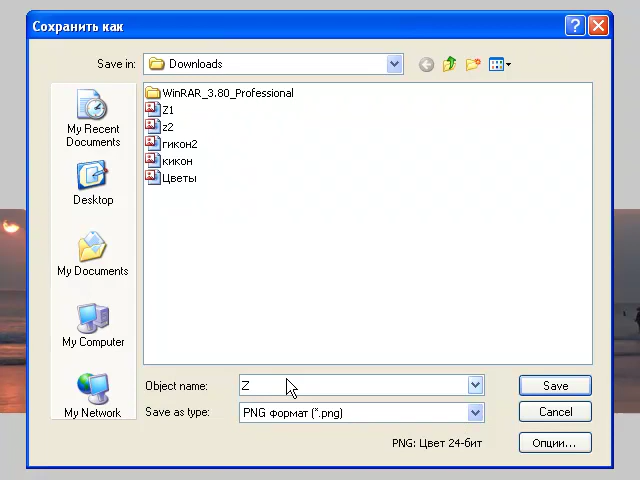 Сохранить как
Save in:
Downloads
My Recent
Documents
Desktop
My Documents
My Computer
My Network
WinRAR_3.80_Professional
Z1
z2
гикон2
кикон
Цветы
Object name:
Z
Save
Save as type:
PNG формат (*.png)
Cancel
PNG: Цвет 24-бит
Опции...